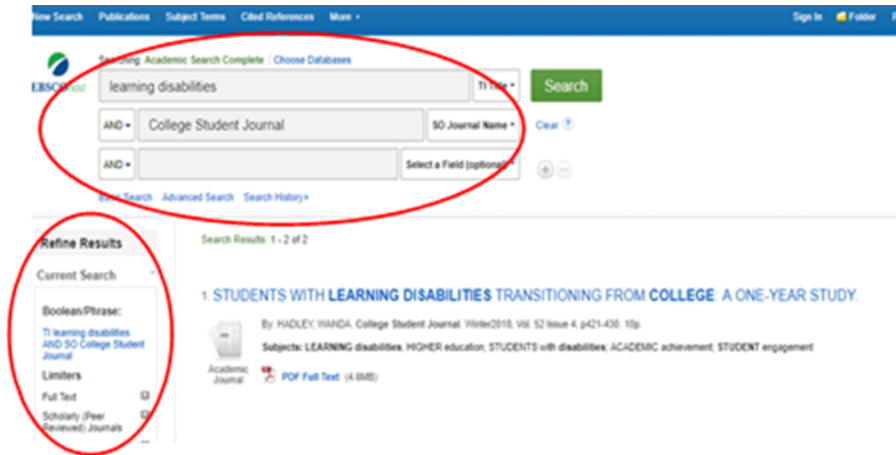 New Search Publications Subject Terms Cited References More Sign In Folder
Searching: Academic Search Complete Choose Databases
EBSCOhost
learning disabilities TI Title Search
AND College Student Journal SO Journal Name Clear ?
AND Select a Field (optional)
Basic Search Advanced Search Search History
Refine Results
Search Results: 1 - 2 of 2
Current Search
Boolean/Phrase:
TI learning disabilities
AND SO College Student
Journal
Limiters
Full Text
Scholarly (Peer
Reviewed) Journals
1. STUDENTS WITH LEARNING DISABILITIES TRANSITIONING FROM COLLEGE: A ONE-YEAR STUDY.
By: HADLEY, WANDA. College Student Journal. Winter2018, Vol. 52 Issue 4, p421-430. 10p.
Subjects: LEARNING disabilities; HIGHER education; STUDENTS with disabilities; ACADEMIC achievement; STUDENT engagement
Academic
Journal
PDF Full Text (4.6MB)